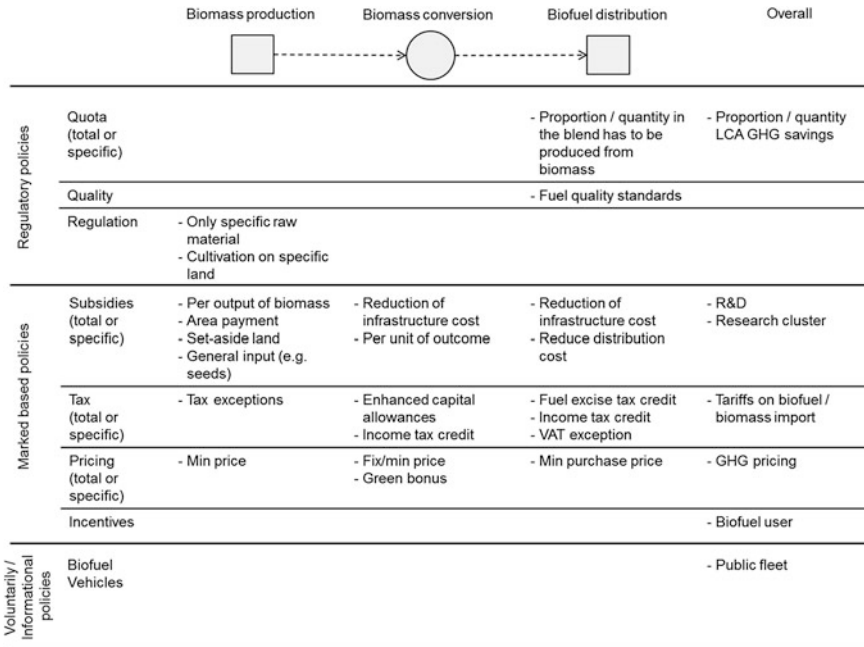 Biomass production Biomass conversion Biofuel distribution Overall
Regulatory policies
Quota
(total or
specific)
- Proportion / quantity in
the blend has to be
produced from
biomass
- Proportion / quantity
LCA GHG savings
Quality
- Fuel quality standards
Regulation
- Only specific raw
material
- Cultivation on specific
land
Marked based policies
Subsidies
(total or
specific)
- Per output of biomass
- Area payment
- Set-aside land
- General input (e.g.
seeds)
- Reduction of
infrastructure cost
- Per unit of outcome
- Reduction of
infrastructure cost
- Reduce distribution
cost
- R&D
- Research cluster
Tax
(total or
specific)
- Tax exceptions
- Enhanced capital
allowances
- Income tax credit
- Fuel excise tax credit
- Income tax credit
- VAT exception
- Tariffs on biofuel /
biomass import
Pricing
(total or
specific)
- Min price
- Fix/min price
- Green bonus
- Min purchase price
- GHG pricing
Incentives
- Biofuel user
Voluntarily /
Informational
policies
Biofuel
Vehicles
- Public fleet